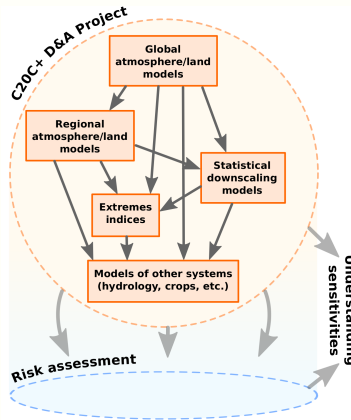 C20C+ D&A Project
Global
atmosphere/land
models
Regional
atmosphere/land
models
Statistical
downscaling
models
Extremes
indices
Models of other systems
(hydrology, crops, etc.)
Understanding
sensitivities
Risk assessment